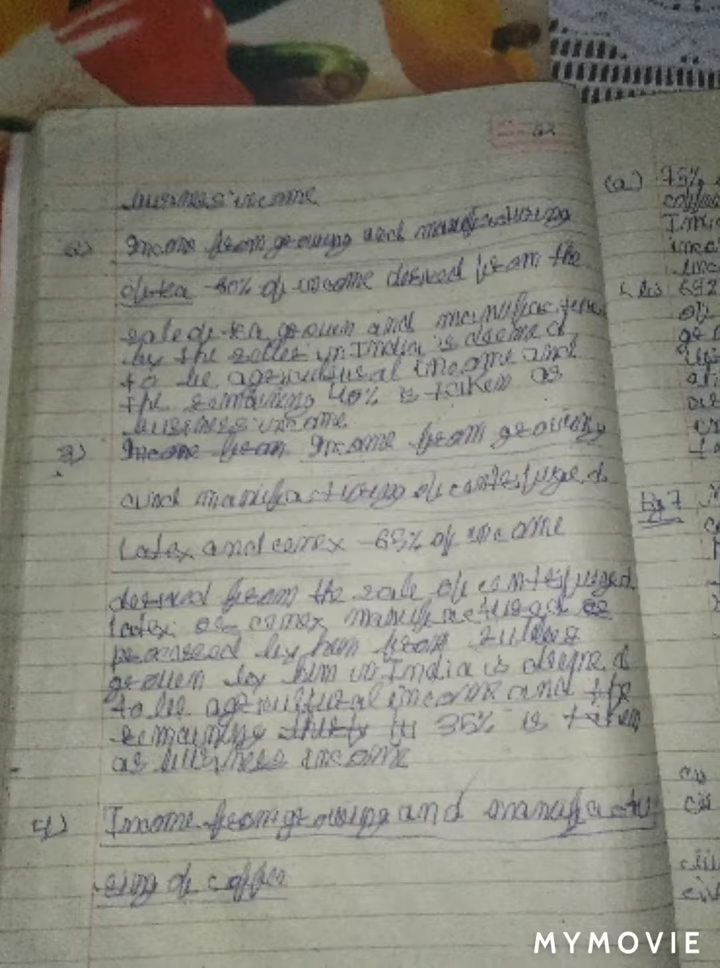 business income
2) Income from growing and manufacturing
of tea - 60% of income derived from the
sale of tea grown and manufactured
by the seller in India is deemed
to be agricultural income and
the remaining 40% is taken as
business income
3) Income from Income from growing
and manufacturing of centrifuged
Latex and cenex - 65% of income
derived from the sale of centrifuged
latex or cenex manufactured or
processed by him from rubber
grown by him in India is deemed
to be agricultural income and the
remaining thirty 35% is taken
as business income
4) Income from growing and manufactu
ring of coffee
(a) 75%
MYMOVIE